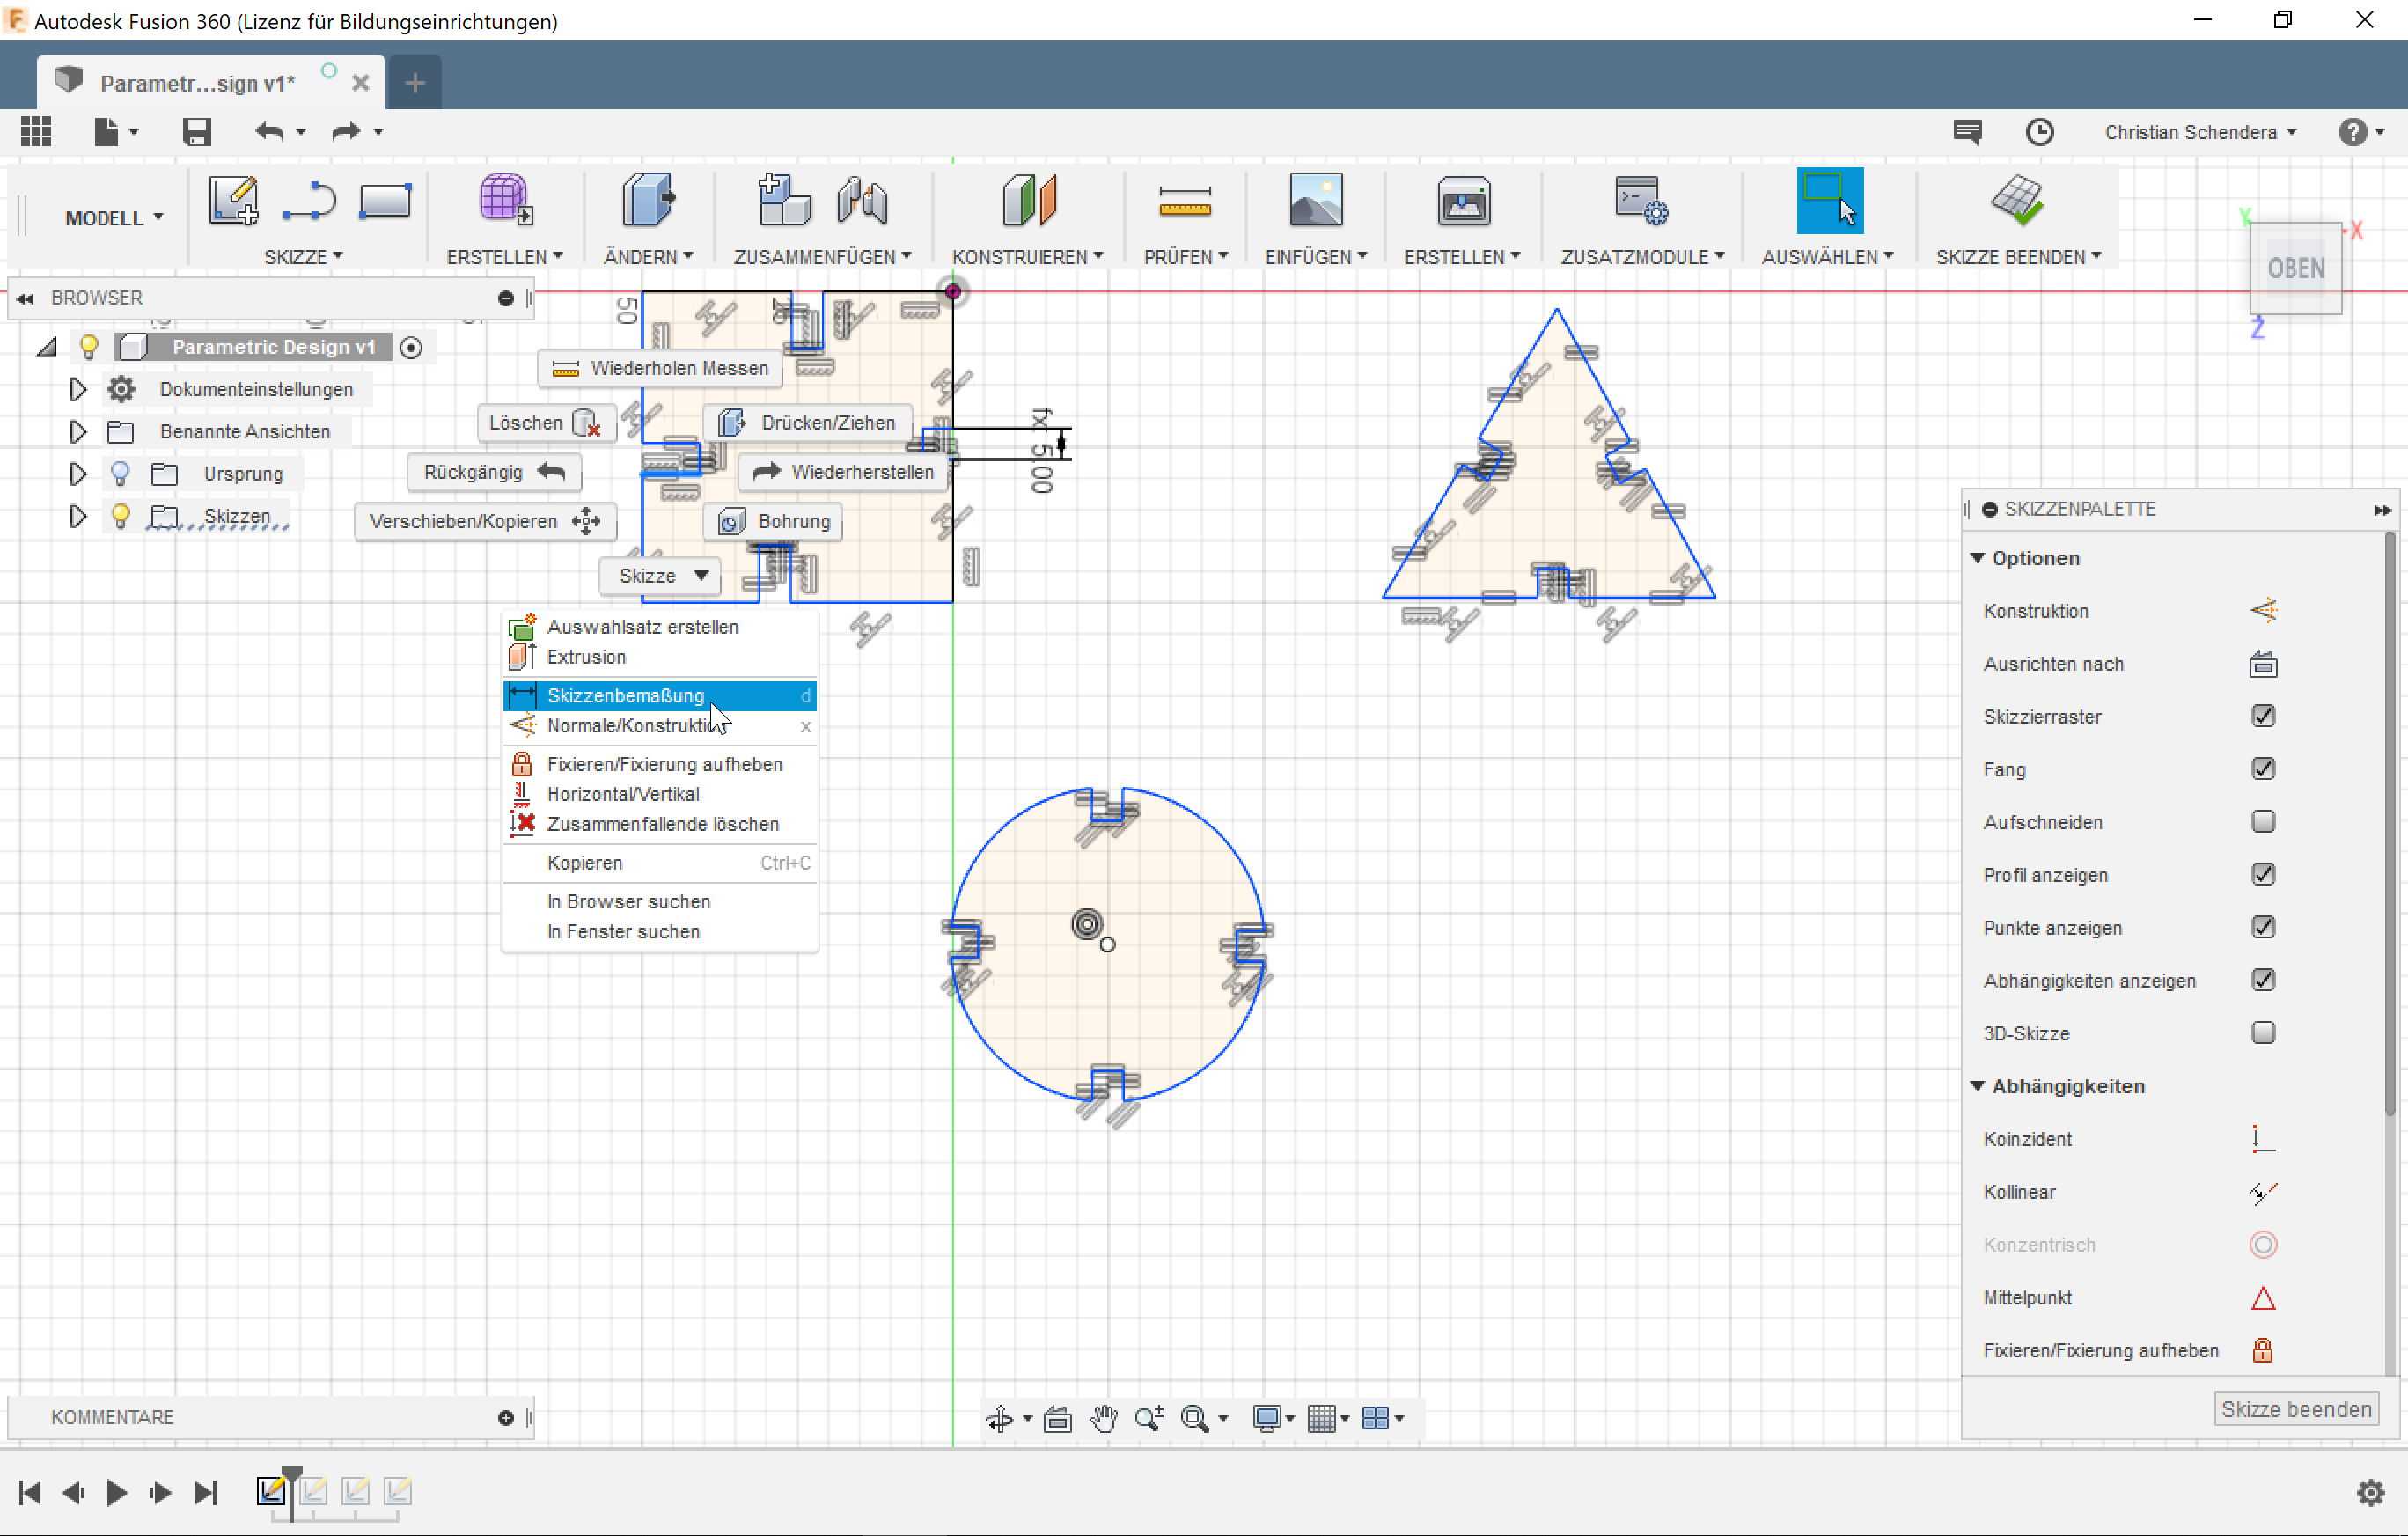 Autodesk Fusion 360 (Lizenz für Bildungseinrichtungen)
Parametr...sign v1*
Christian Schendera
MODELL
SKIZZE
ERSTELLEN
ÄNDERN
ZUSAMMENFÜGEN
KONSTRUIEREN
PRÜFEN
EINFÜGEN
ERSTELLEN
ZUSATZMODULE
AUSWÄHLEN
SKIZZE BEENDEN
Y
X
OBEN
Z
BROWSER
Parametric Design v1
Dokumenteinstellungen
Benannte Ansichten
Ursprung
Skizzen
50
fx: 5.00
Wiederholen Messen
Löschen
Drücken/Ziehen
Rückgängig
Wiederherstellen
Verschieben/Kopieren
Bohrung
Skizze
Auswahlsatz erstellen
Extrusion
Skizzenbemaßung d
Normale/Konstruktion x
Fixieren/Fixierung aufheben
Horizontal/Vertikal
Zusammenfallende löschen
Kopieren Ctrl+C
In Browser suchen
In Fenster suchen
SKIZZENPALETTE
Optionen
Konstruktion
Ausrichten nach
Skizzierraster
Fang
Aufschneiden
Profil anzeigen
Punkte anzeigen
Abhängigkeiten anzeigen
3D-Skizze
Abhängigkeiten
Koinzident
Kollinear
Konzentrisch
Mittelpunkt
Fixieren/Fixierung aufheben
Skizze beenden
KOMMENTARE